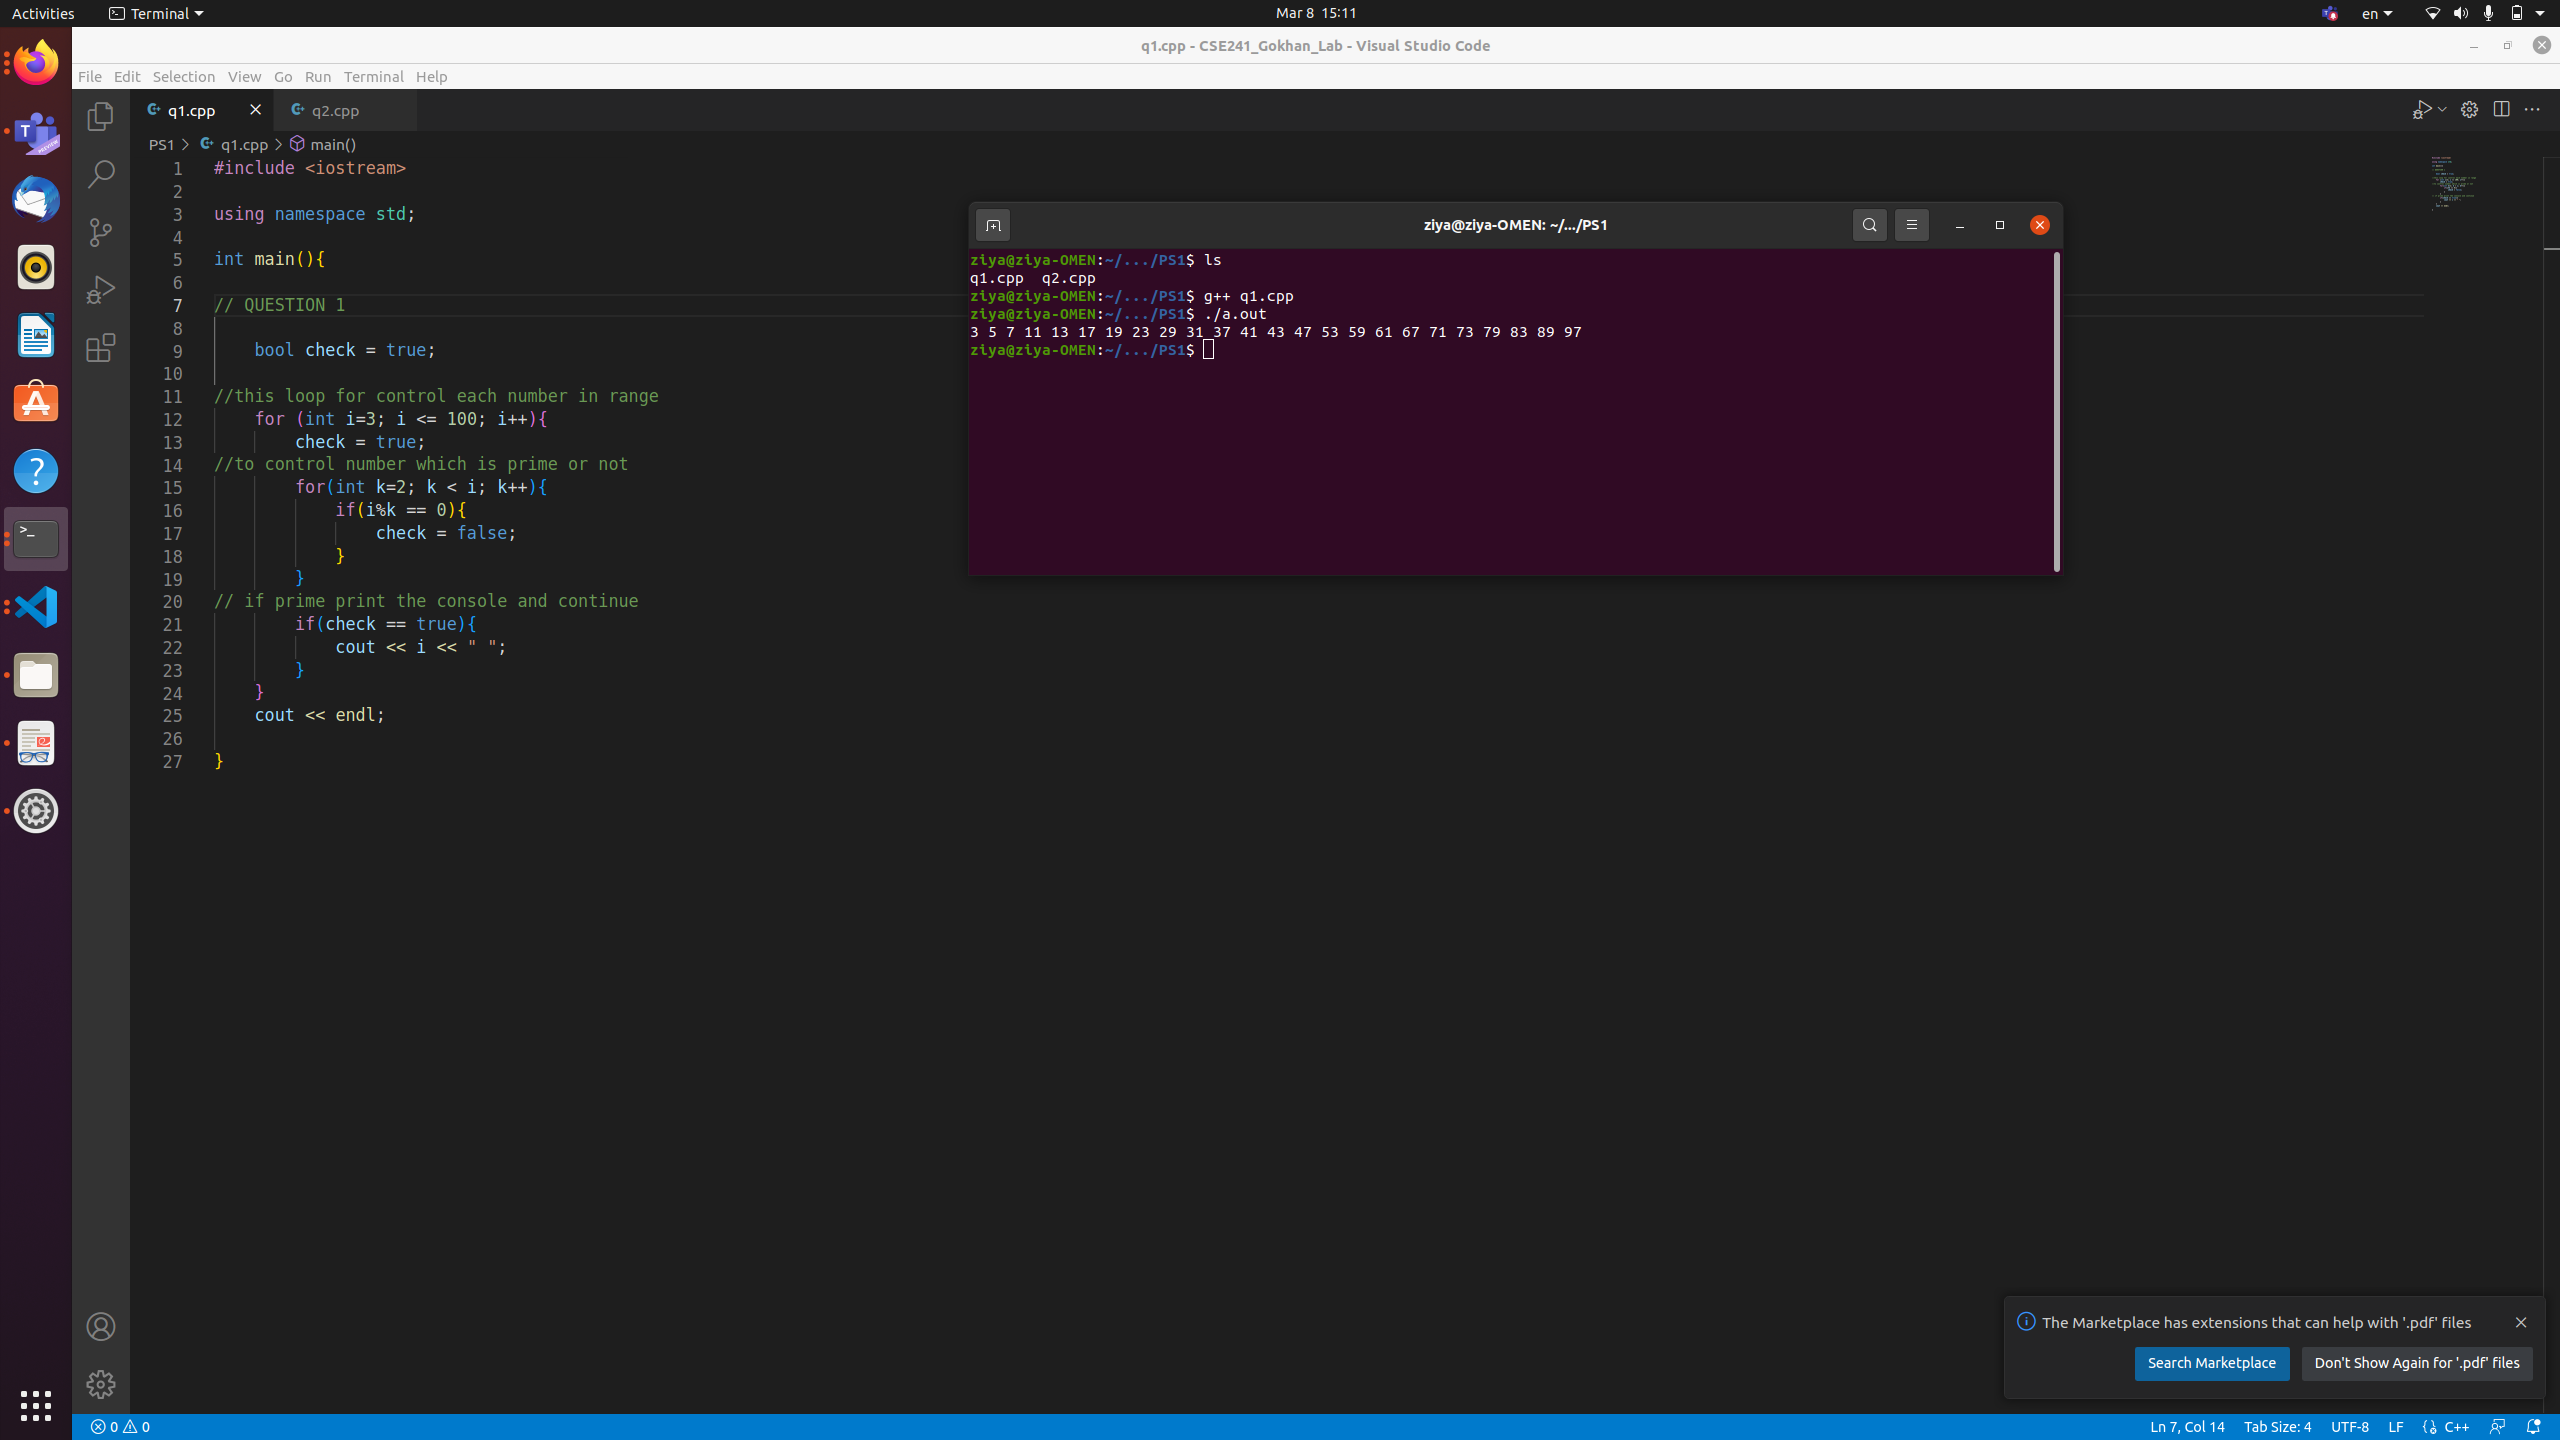 Activities Terminal Mar 8 15:11 en
q1.cpp - CSE241_Gokhan_Lab - Visual Studio Code
File Edit Selection View Go Run Terminal Help
q1.cpp q2.cpp
PS1 > q1.cpp > main()
1 #include <iostream>
2
3 using namespace std;
4
5 int main(){
6
7 // QUESTION 1
8
9 bool check = true;
10
11 //this loop for control each number in range
12 for (int i=3; i <= 100; i++){
13 check = true;
14 //to control number which is prime or not
15 for(int k=2; k < i; k++){
16 if(i%k == 0){
17 check = false;
18 }
19 }
20 // if prime print the console and continue
21 if(check == true){
22 cout << i << " ";
23 }
24 }
25 cout << endl;
26
27 }
ziya@ziya-OMEN: ~/.../PS1
ziya@ziya-OMEN:~/.../PS1$ ls
q1.cpp  q2.cpp
ziya@ziya-OMEN:~/.../PS1$ g++ q1.cpp
ziya@ziya-OMEN:~/.../PS1$ ./a.out
3 5 7 11 13 17 19 23 29 31 37 41 43 47 53 59 61 67 71 73 79 83 89 97
ziya@ziya-OMEN:~/.../PS1$
The Marketplace has extensions that can help with '.pdf' files
Search Marketplace Don't Show Again for '.pdf' files
0 0 Ln 7, Col 14 Tab Size: 4 UTF-8 LF C++